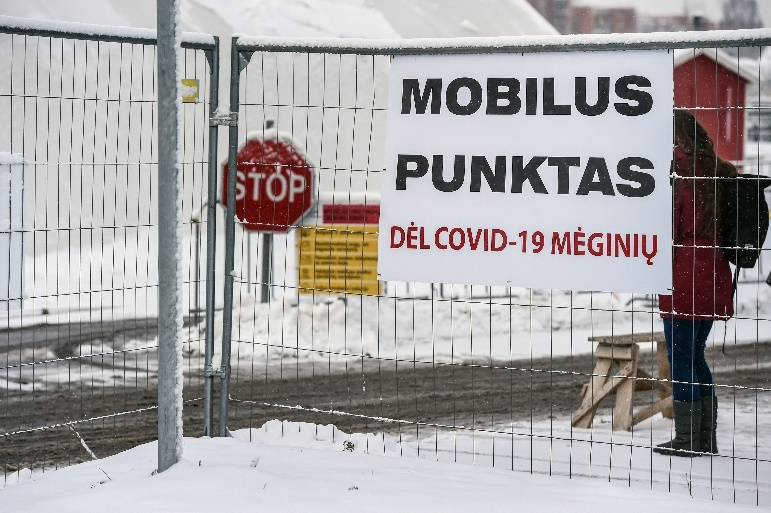 MOBILUS
PUNKTAS
DĖL COVID-19 MĖGINIŲ
STOP